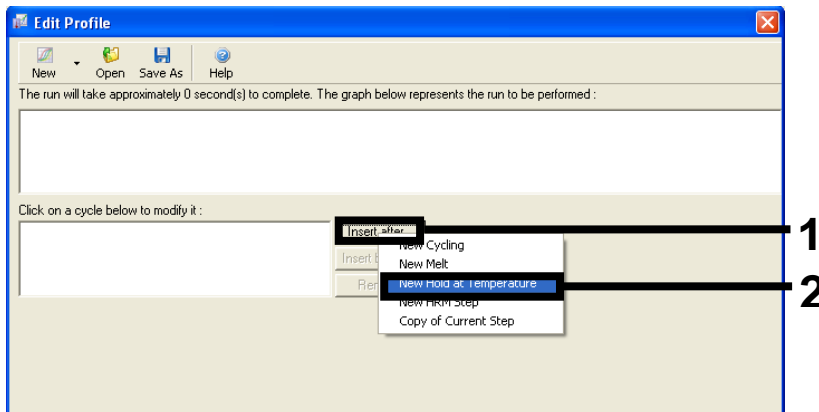 Edit Profile
New Open Save As Help
The run will take approximately 0 second(s) to complete. The graph below represents the run to be performed :
Click on a cycle below to modify it :
Insert after...
1
New Cycling
Insert
New Melt
New Hold at Temperature
2
New HRM Step
Copy of Current Step